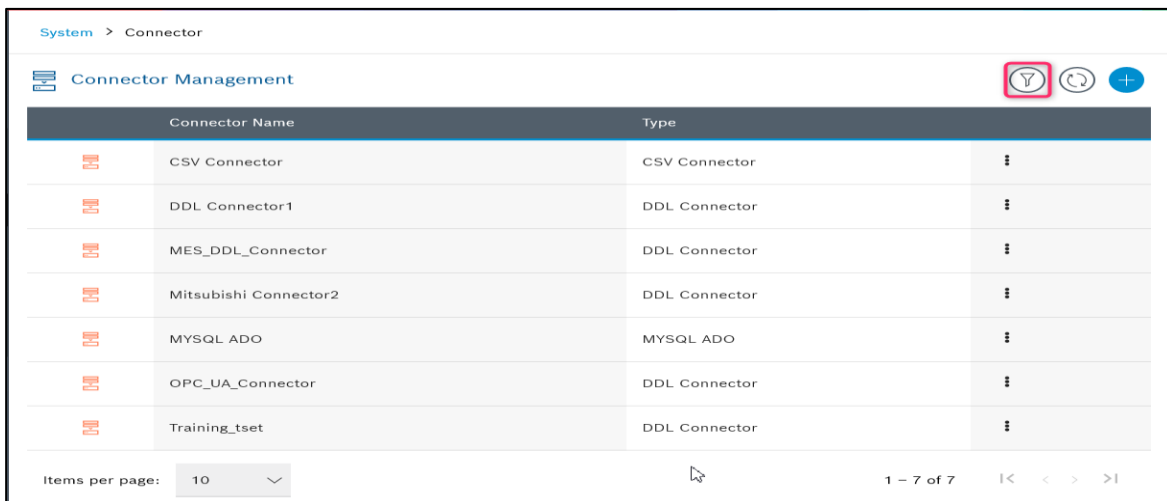 System > Connector
Connector Management
Connector Name Type
CSV Connector CSV Connector
DDL Connector1 DDL Connector
MES_DDL_Connector DDL Connector
Mitsubishi Connector2 DDL Connector
MYSQL ADO MYSQL ADO
OPC_UA_Connector DDL Connector
Training_tset DDL Connector
Items per page: 10 1 – 7 of 7